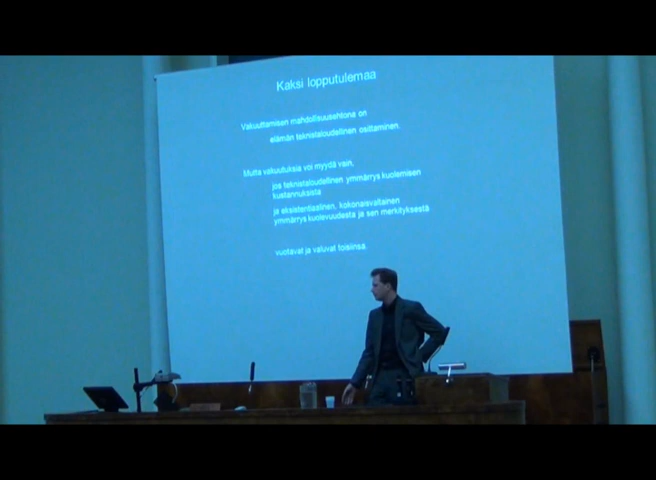 Kaksi lopputulemaa
Vakuuttamisen mahdollisuusehtona on
elämän teknistaloudellinen osittaminen.
Mutta vakuutuksia voi myydä vain,
jos teknistaloudellinen ymmärrys kuolemisen
kustannuksista
ja eksistentiaalinen, kokonaisvaltainen
ymmärrys kuolevuudesta ja sen merkityksestä
vuotavat ja valuvat toisiinsa.